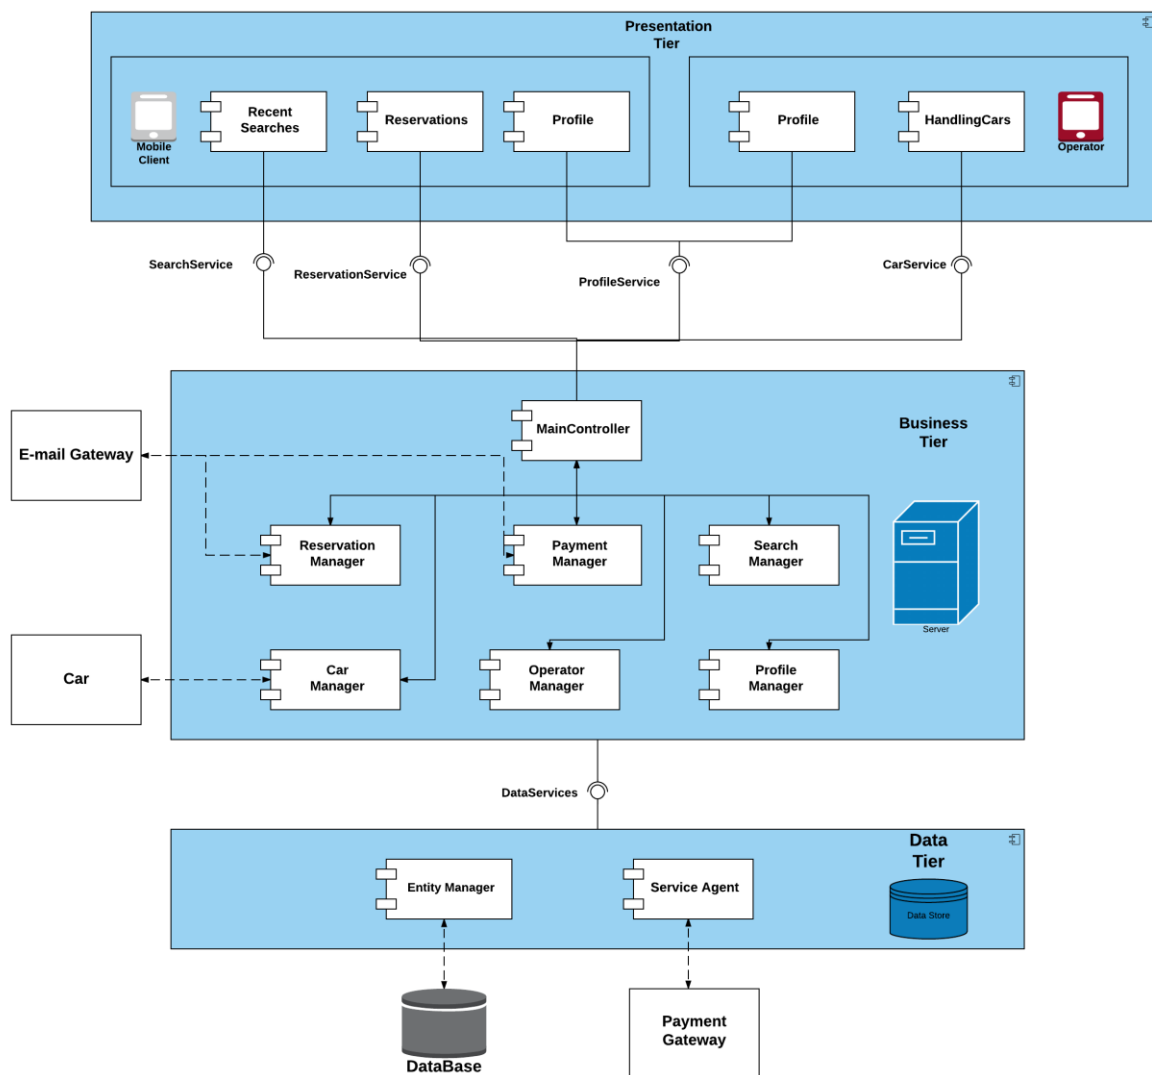 Presentation
Tier
Mobile
Client
Recent
Searches
Reservations
Profile
Profile
HandlingCars
Operator
SearchService
ReservationService
ProfileService
CarService
MainController
Business
Tier
E-mail Gateway
Reservation
Manager
Payment
Manager
Search
Manager
Server
Car
Car
Manager
Operator
Manager
Profile
Manager
DataServices
Data
Tier
Entity Manager
Service Agent
Data Store
DataBase
Payment
Gateway